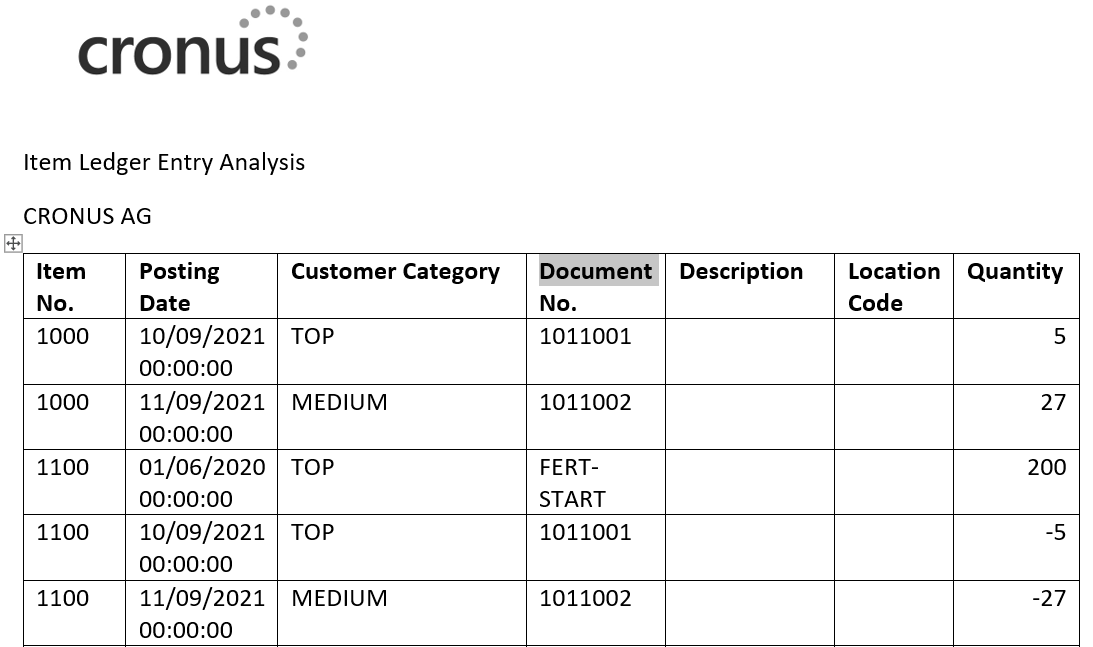 cronus
Item Ledger Entry Analysis
CRONUS AG
Item No. Posting Date Customer Category Document No. Description Location Code Quantity
1000 10/09/2021 00:00:00 TOP 1011001 5
1000 11/09/2021 00:00:00 MEDIUM 1011002 27
1100 01/06/2020 00:00:00 TOP FERT-START 200
1100 10/09/2021 00:00:00 TOP 1011001 -5
1100 11/09/2021 00:00:00 MEDIUM 1011002 -27